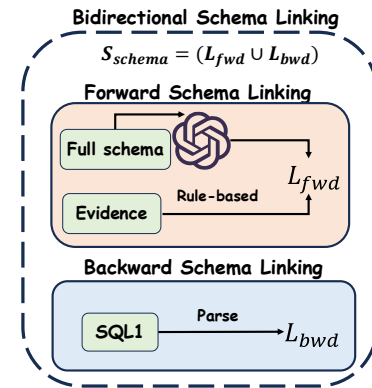 Bidirectional Schema Linking
S_schema = (L_fwd ∪ L_bwd)
Forward Schema Linking
Full schema
L_fwd
Rule-based
Evidence
Backward Schema Linking
Parse
SQL1
L_bwd